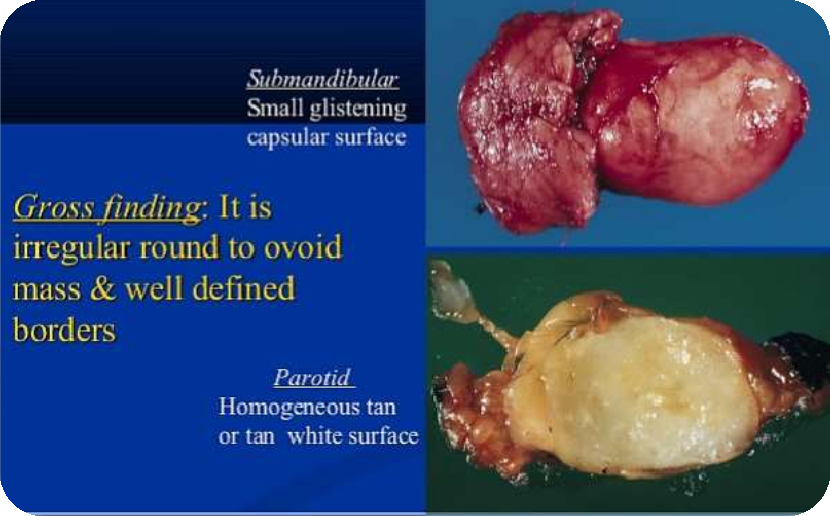 Submandibular
Small glistening
capsular surface
Gross finding: It is
irregular round to ovoid
mass & well defined
borders
Parotid
Homogeneous tan
or tan white surface